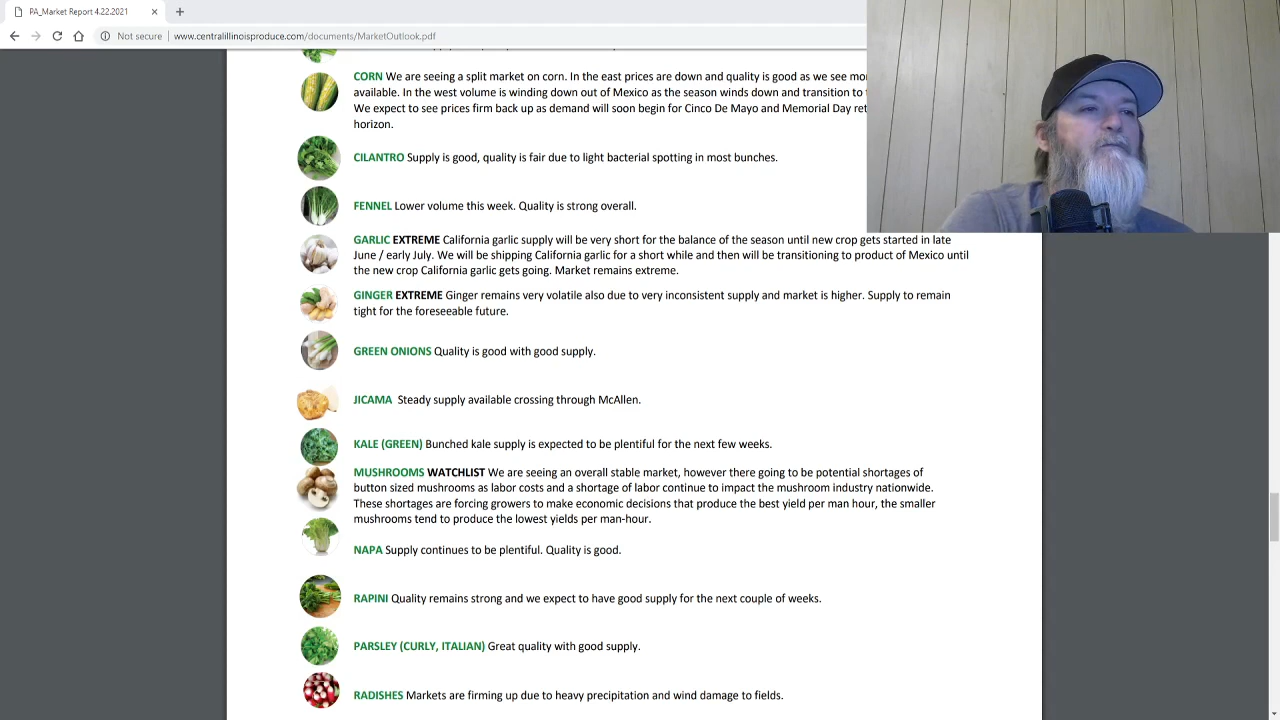 PA_Market Report 4.22.2021
Not secure
www.centralillinoisproduce.com/documents/MarketOutlook.pdf
CORN We are seeing a split market on corn. In the east prices are down and quality is good as we see
available. In the west volume is winding down out of Mexico as the season winds down and transition to
We expect to see prices firm back up as demand will soon begin for Cinco De Mayo and Memorial Day
horizon.
CILANTRO Supply is good, quality is fair due to light bacterial spotting in most bunches.
FENNEL Lower volume this week. Quality is strong overall.
GARLIC EXTREME California garlic supply will be very short for the balance of the season until new crop gets started in late
June / early July. We will be shipping California garlic for a short while and then will be transitioning to product of Mexico until
the new crop California garlic gets going. Market remains extreme.
GINGER EXTREME Ginger remains very volatile also due to very inconsistent supply and market is higher. Supply to remain
tight for the foreseeable future.
GREEN ONIONS Quality is good with good supply.
JICAMA Steady supply available crossing through McAllen.
KALE (GREEN) Bunched kale supply is expected to be plentiful for the next few weeks.
MUSHROOMS WATCHLIST We are seeing an overall stable market, however there going to be potential shortages of
button sized mushrooms as labor costs and a shortage of labor continue to impact the mushroom industry nationwide.
These shortages are forcing growers to make economic decisions that produce the best yield per man hour, the smaller
mushrooms tend to produce the lowest yields per man-hour.
NAPA Supply continues to be plentiful. Quality is good.
RAPINI Quality remains strong and we expect to have good supply for the next couple of weeks.
PARSLEY (CURLY, ITALIAN) Great quality with good supply.
RADISHES Markets are firming up due to heavy precipitation and wind damage to fields.